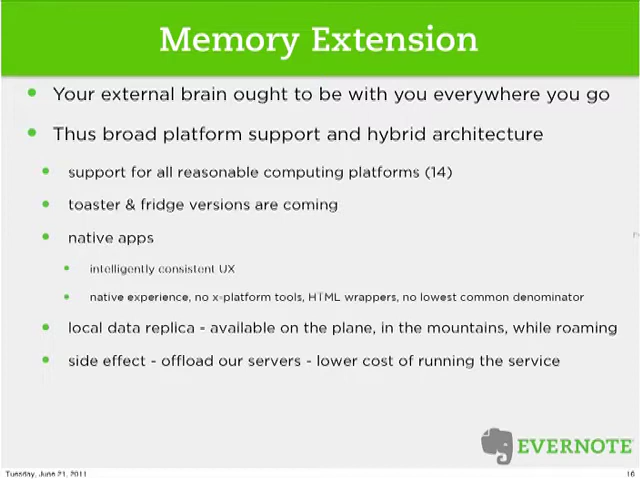 Memory Extension
• Your external brain ought to be with you everywhere you go
• Thus broad platform support and hybrid architecture
• support for all reasonable computing platforms (14)
• toaster & fridge versions are coming
• native apps
• intelligently consistent UX
• native experience, no x-platform tools, HTML wrappers, no lowest common denominator
• local data replica - available on the plane, in the mountains, while roaming
• side effect - offload our servers - lower cost of running the service
EVERNOTE
Tuesday, June 21, 2011
16